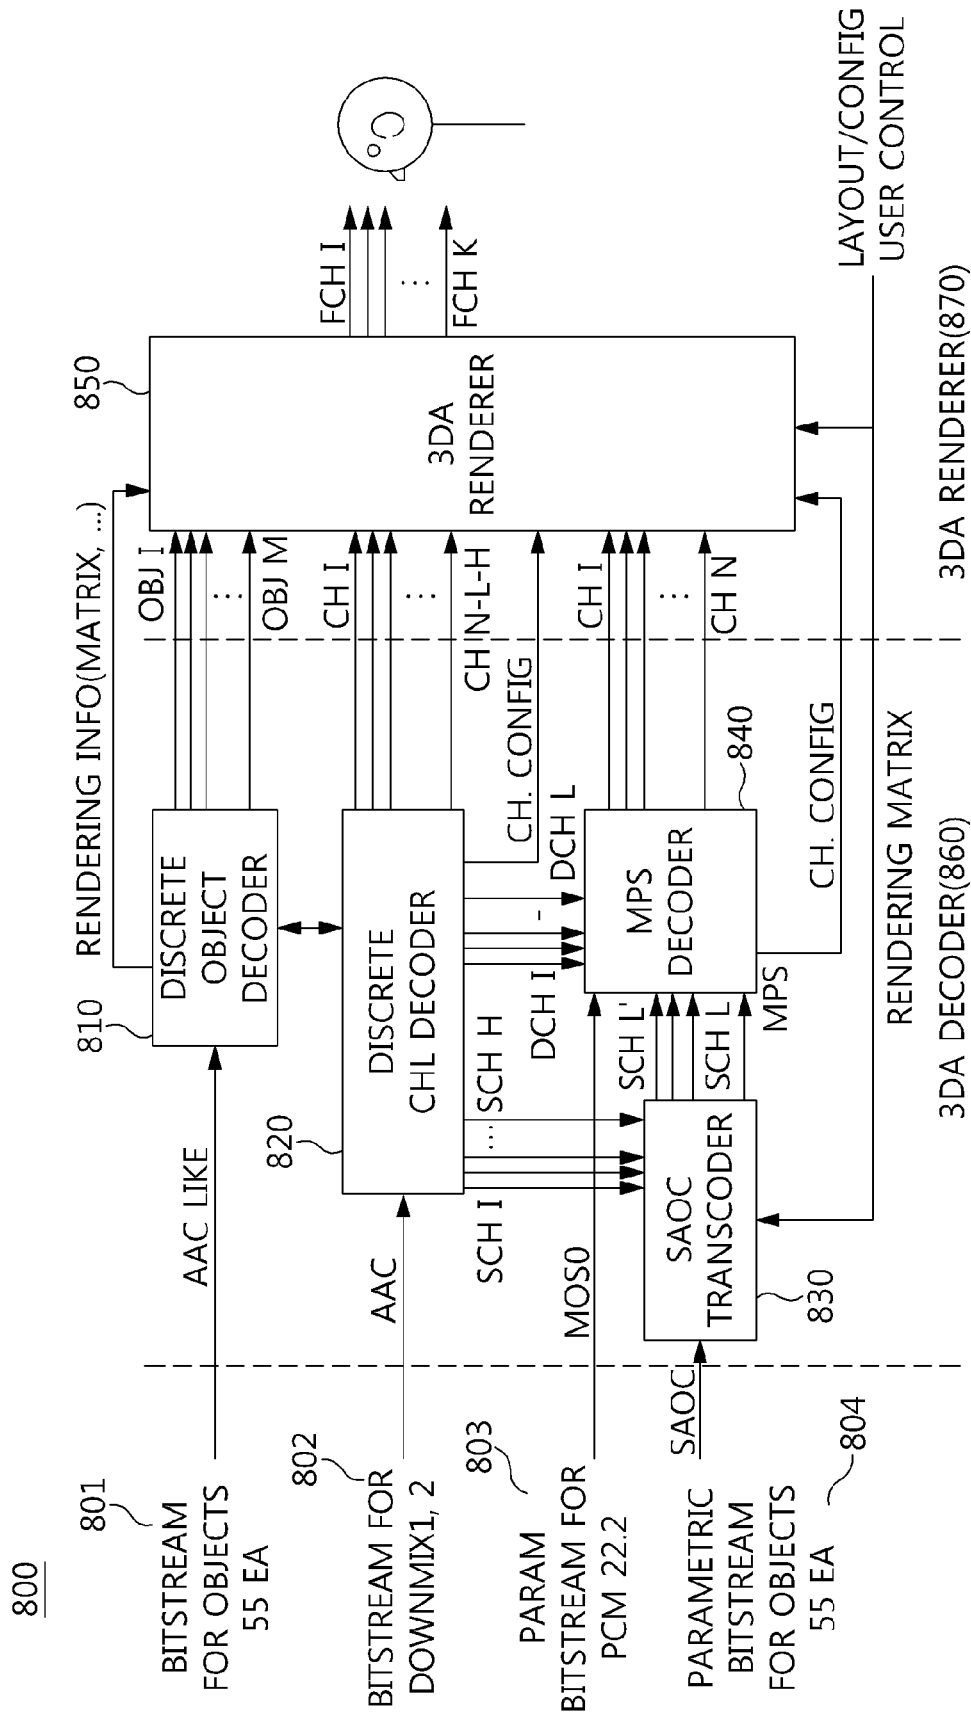 800
801
BITSTREAM
FOR OBJECTS
55 EA
802
BITSTREAM FOR
DOWNMIX1, 2
803
PARAM
BITSTREAM FOR
PCM 22.2
PARAMETRIC
BITSTREAM
FOR OBJECTS
55 EA
804
AAC LIKE
AAC
MOS0
SAOC
810
DISCRETE
OBJECT
DECODER
RENDERING INFO(MATRIX, ...)
820
DISCRETE
CHL DECODER
SCH I
...
SCH H
DCH I
-
DCH L
SAOC
TRANSCODER
830
SCH L'
SCH L
MPS
DECODER
840
MPS
CH. CONFIG
CH. CONFIG
RENDERING MATRIX
OBJ I
...
OBJ M
CH I
...
CH N-L-H
CH I
...
CH N
850
3DA
RENDERER
FCH I
...
FCH K
LAYOUT/CONFIG
USER CONTROL
3DA DECODER(860)
3DA RENDERER(870)